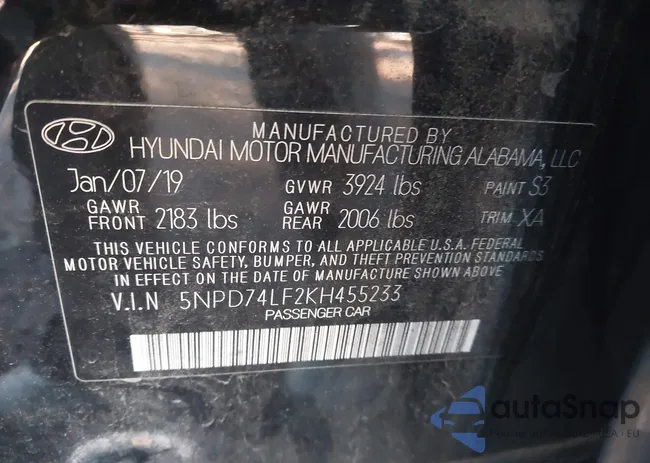 MANUFACTURED BY
HYUNDAI MOTOR MANUFACTURING ALABAMA, LLC
Jan/07/19 GVWR 3924 lbs PAINT S3
GAWR FRONT 2183 lbs GAWR REAR 2006 lbs TRIM XA
THIS VEHICLE CONFORMS TO ALL APPLICABLE U.S.A. FEDERAL
MOTOR VEHICLE SAFETY, BUMPER, AND THEFT PREVENTION STANDARDS
IN EFFECT ON THE DATE OF MANUFACTURE SHOWN ABOVE
V.I.N 5NPD74LF2KH455233
PASSENGER CAR
autoSnap
EU